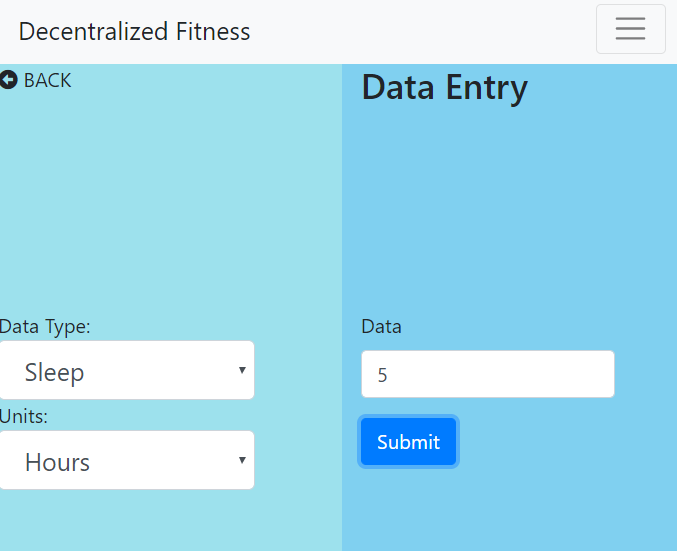 Decentralized Fitness
BACK
Data Entry
Data Type:
Sleep
Units:
Hours
Data
5
Submit